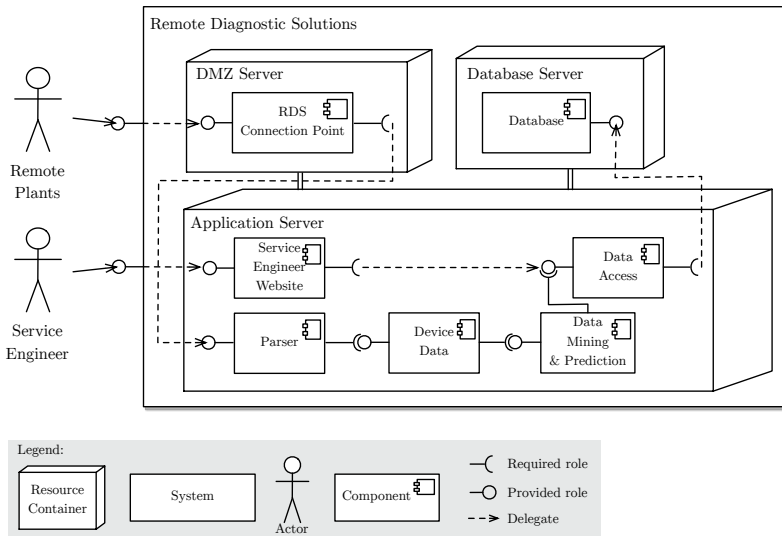 Remote Diagnostic Solutions
DMZ Server
Database Server
RDS
Connection Point
Database
Remote
Plants
Application Server
Service
Engineer
Website
Data
Access
Service
Engineer
Parser
Device
Data
Data
Mining
& Prediction
Legend:
Resource
Container
System
Actor
Component
Required role
Provided role
Delegate